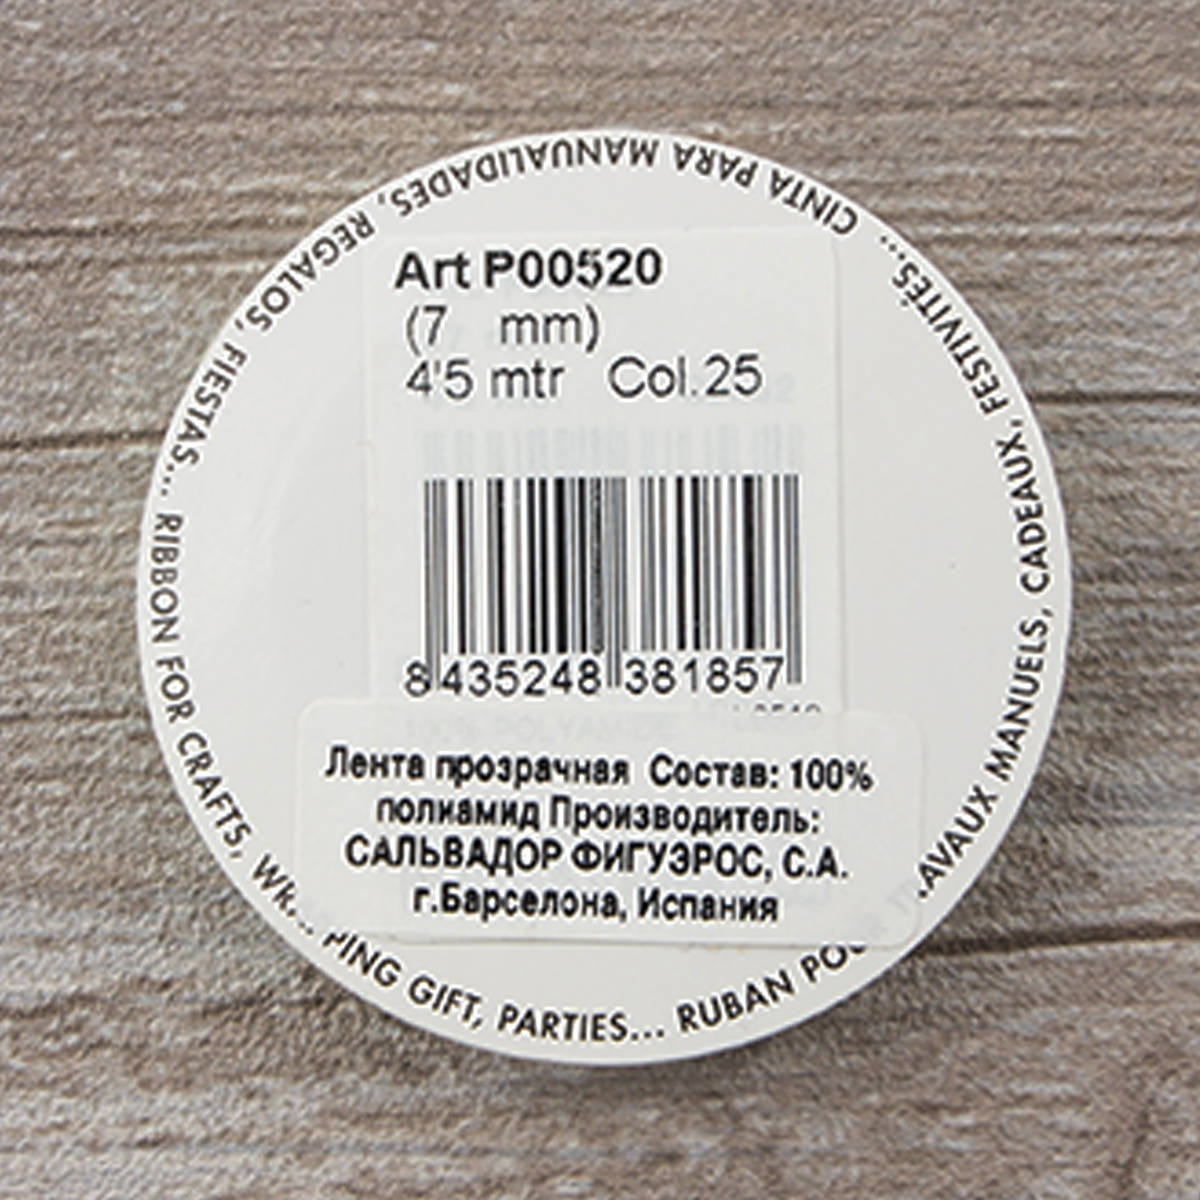 Art P00520
(7 mm)
4'5 mtr Col.25
8 435248 381857
100% POLYAMIDE
Лента прозрачная Состав: 100%
полиамид Производитель:
САЛЬВАДОР ФИГУЭРОС, С.А.
г.Барселона, Испания
CINTA PARA MANUALIDADES, REGALOS, FIESTAS...
RIBBON FOR CRAFTS, PING GIFT, PARTIES...
RUBAN AVAUX MANUELS, CADEAUX, FESTIVITÉS...